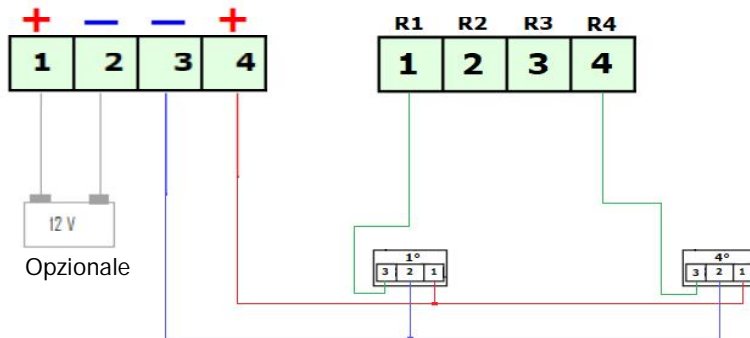 + — — +
1 2 3 4
R1 R2 R3 R4
1 2 3 4
12 V
Opzionale
1°
3 2 1
4°
3 2 1